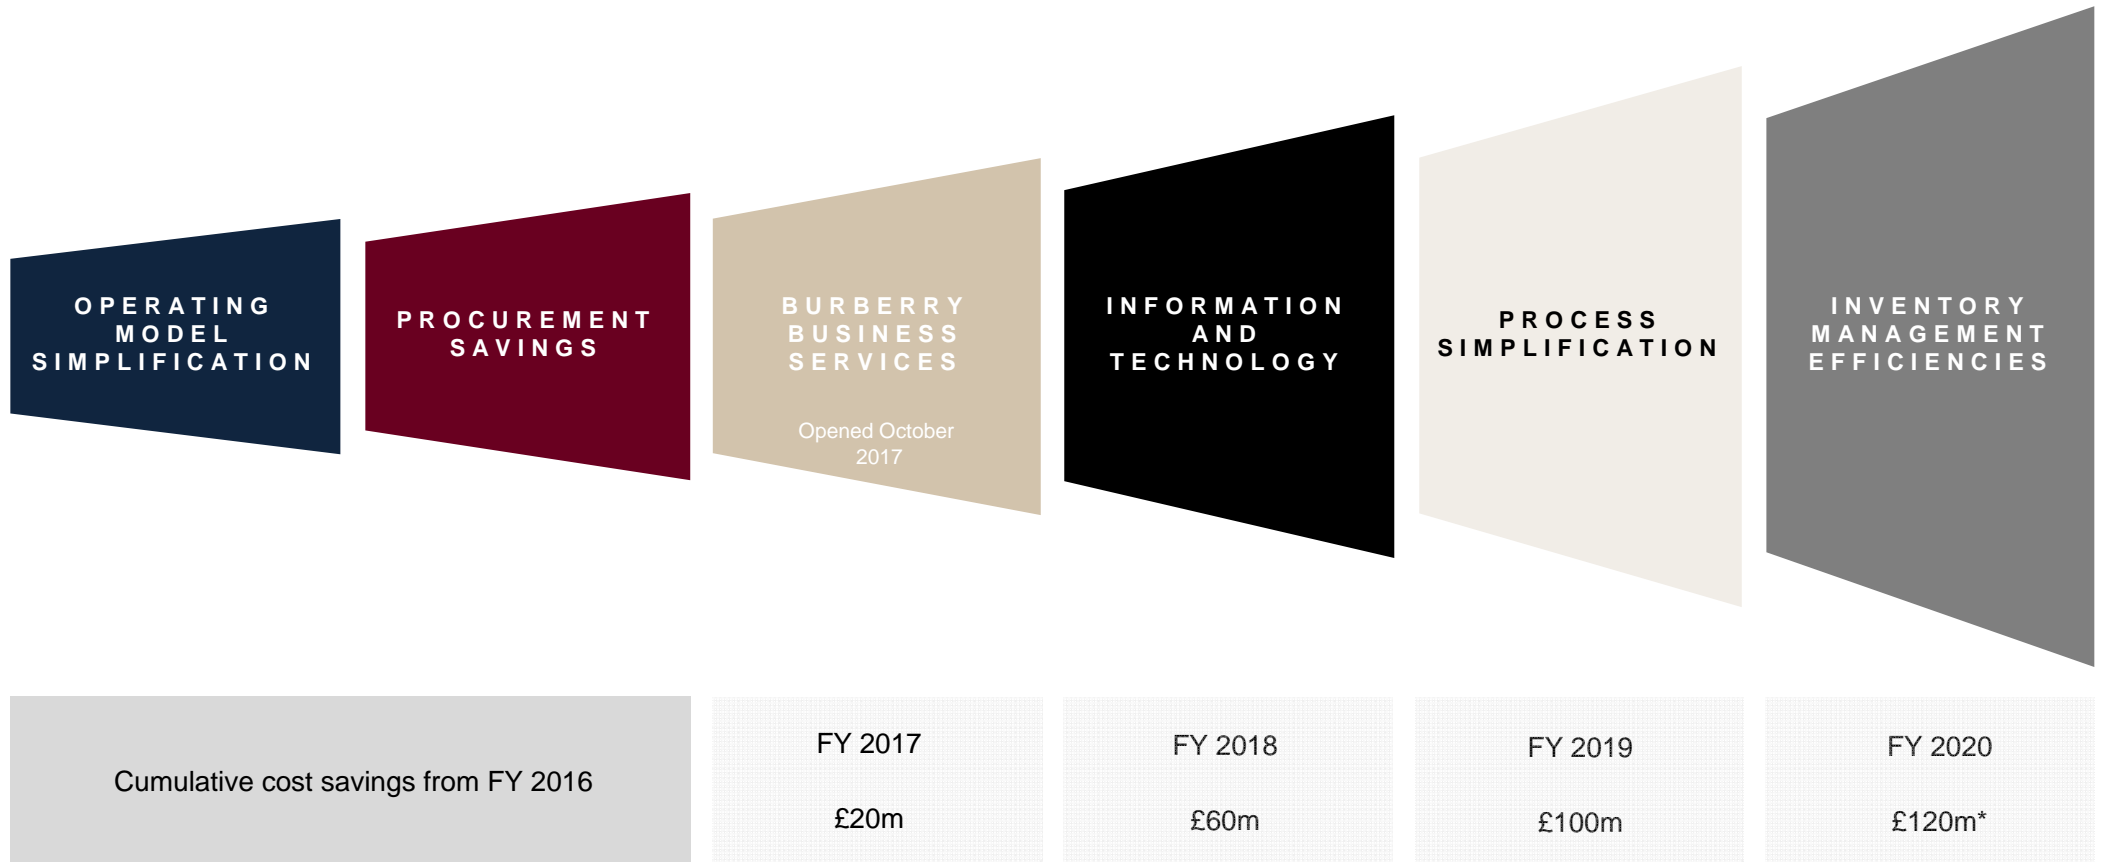 OPERATING
MODEL
SIMPLIFICATION
PROCUREMENT
SAVINGS
BURBERRY
BUSINESS
SERVICES
Opened October
2017
INFORMATION
AND
TECHNOLOGY
PROCESS
SIMPLIFICATION
INVENTORY
MANAGEMENT
EFFICIENCIES
Cumulative cost savings from FY 2016
FY 2017
£20m
FY 2018
£60m
FY 2019
£100m
FY 2020
£120m*